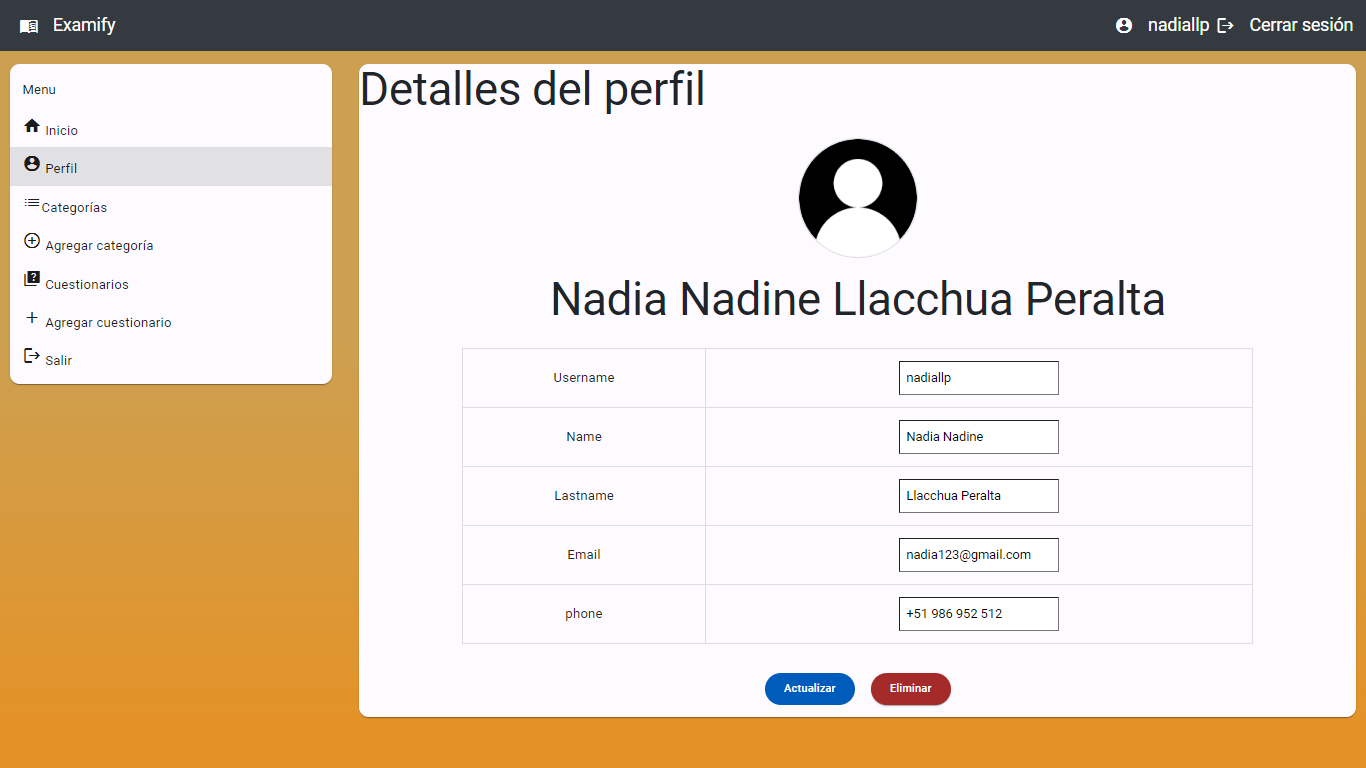 Examify
nadiallp Cerrar sesión
Menu
Inicio
Perfil
Categorías
Agregar categoría
Cuestionarios
Agregar cuestionario
Salir
Detalles del perfil
Nadia Nadine Llacchua Peralta
Username nadiallp
Name Nadia Nadine
Lastname Llacchua Peralta
Email nadia123@gmail.com
phone +51 986 952 512
Actualizar Eliminar